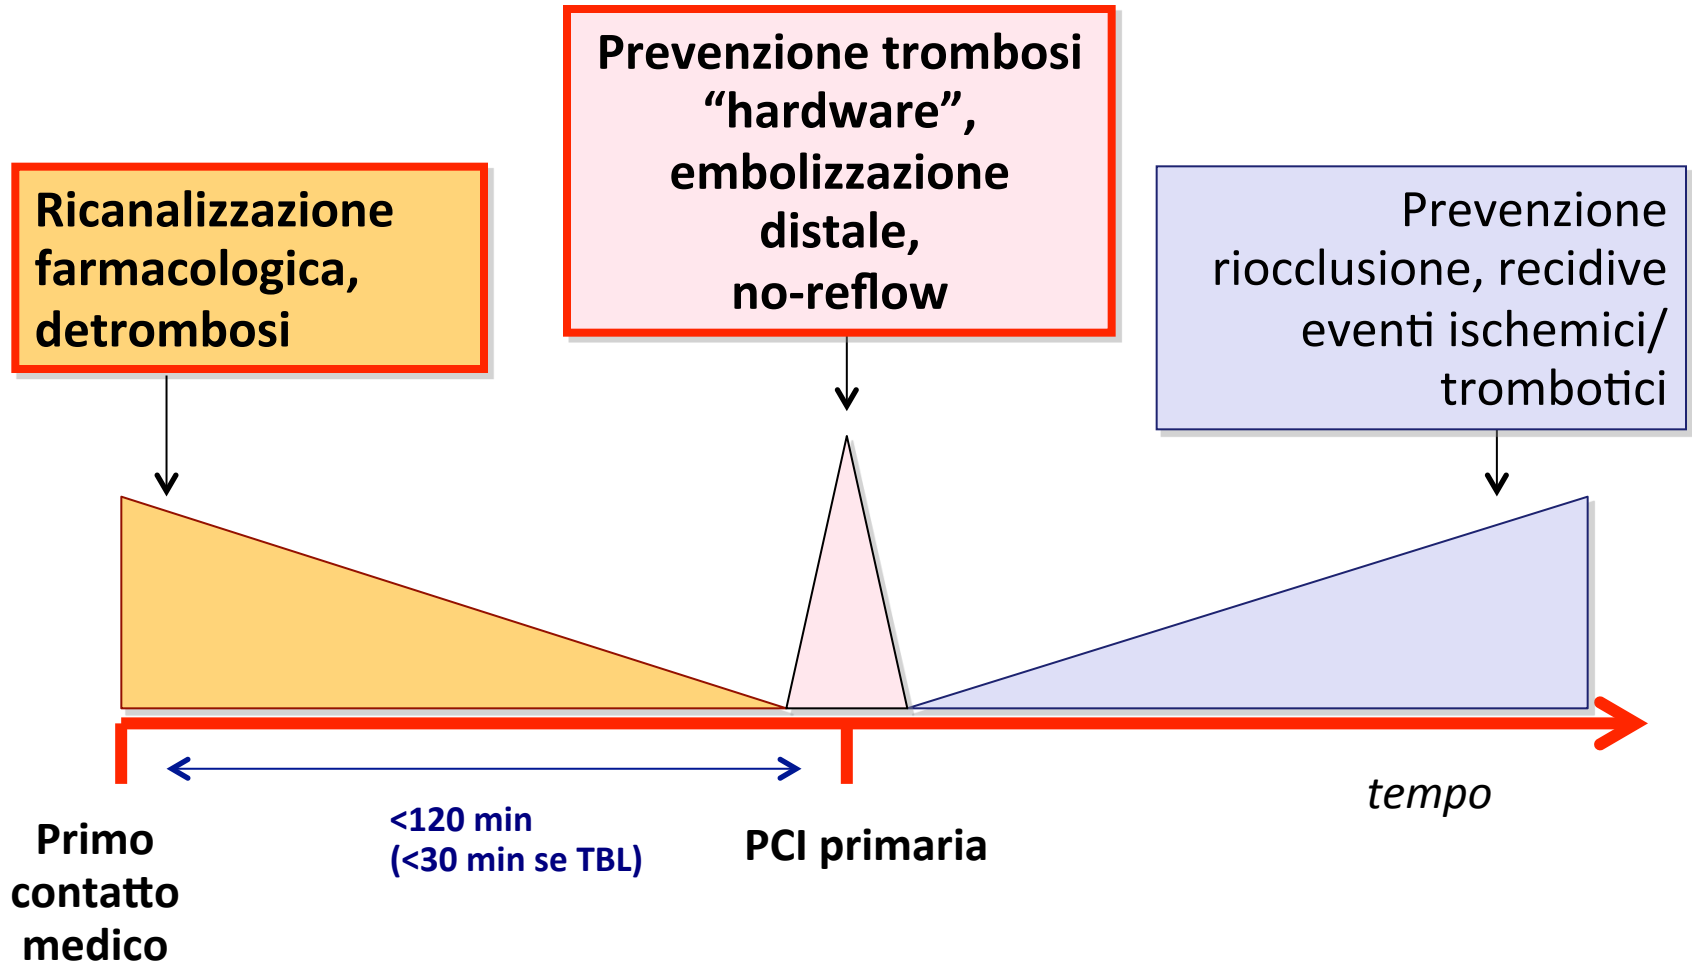 Prevenzione trombosi
“hardware”,
embolizzazione
distale,
no-reflow
Ricanalizzazione
farmacologica,
detrombosi
Prevenzione
riocclusione, recidive
eventi ischemici/
trombotici
<120 min
(<30 min se TBL)
tempo
Primo
contatto
medico
PCI primaria